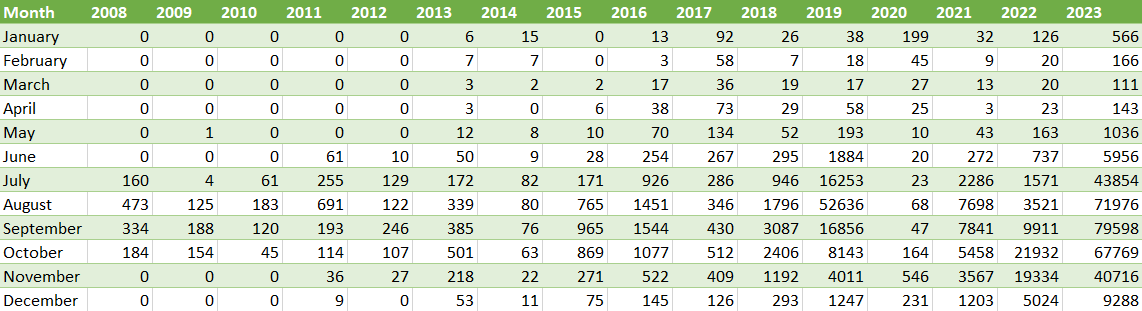 Month 2008 2009 2010 2011 2012 2013 2014 2015 2016 2017 2018 2019 2020 2021 2022 2023
January 0 0 0 0 0 6 15 0 13 92 26 38 199 32 126 566
February 0 0 0 0 0 7 7 0 3 58 7 18 45 9 20 166
March 0 0 0 0 0 3 2 2 17 36 19 17 27 13 20 111
April 0 0 0 0 0 3 0 6 38 73 29 58 25 3 23 143
May 0 1 0 0 0 12 8 10 70 134 52 193 10 43 163 1036
June 0 0 0 61 10 50 9 28 254 267 295 1884 20 272 737 5956
July 160 4 61 255 129 172 82 171 926 286 946 16253 23 2286 1571 43854
August 473 125 183 691 122 339 80 765 1451 346 1796 52636 68 7698 3521 71976
September 334 188 120 193 246 385 76 965 1544 430 3087 16856 47 7841 9911 79598
October 184 154 45 114 107 501 63 869 1077 512 2406 8143 164 5458 21932 67769
November 0 0 0 36 27 218 22 271 522 409 1192 4011 546 3567 19334 40716
December 0 0 0 9 0 53 11 75 145 126 293 1247 231 1203 5024 9288